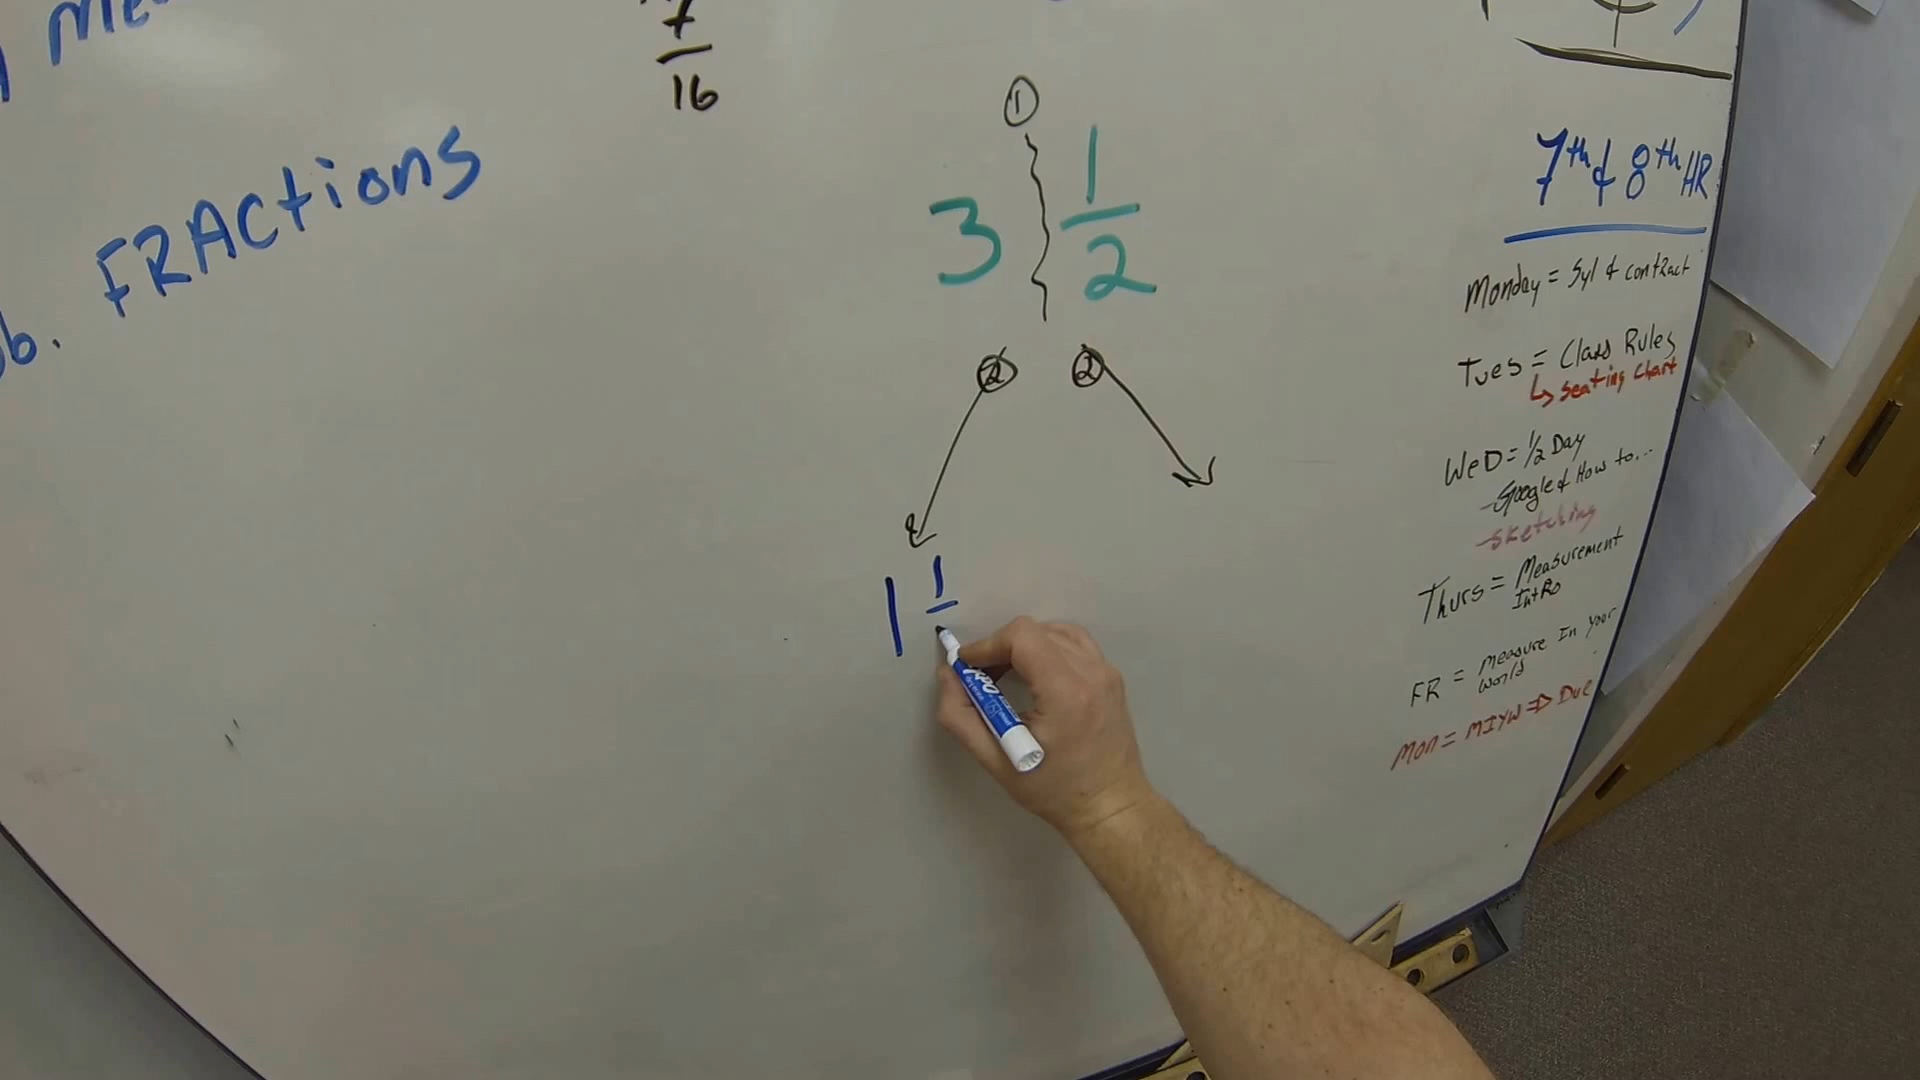 7
16
FRACtions
b.
1
3 1/2
2 2
1 1
EXPO
7th & 8th HR
Monday = Syl & contract
Tues = Class Rules
↳ seating chart
WeD = 1/2 Day
- Google & How to...
- sketching
Thurs = Measurement
IntRo
FR = measure In your
world
Mon = MIYW ⇒ Due